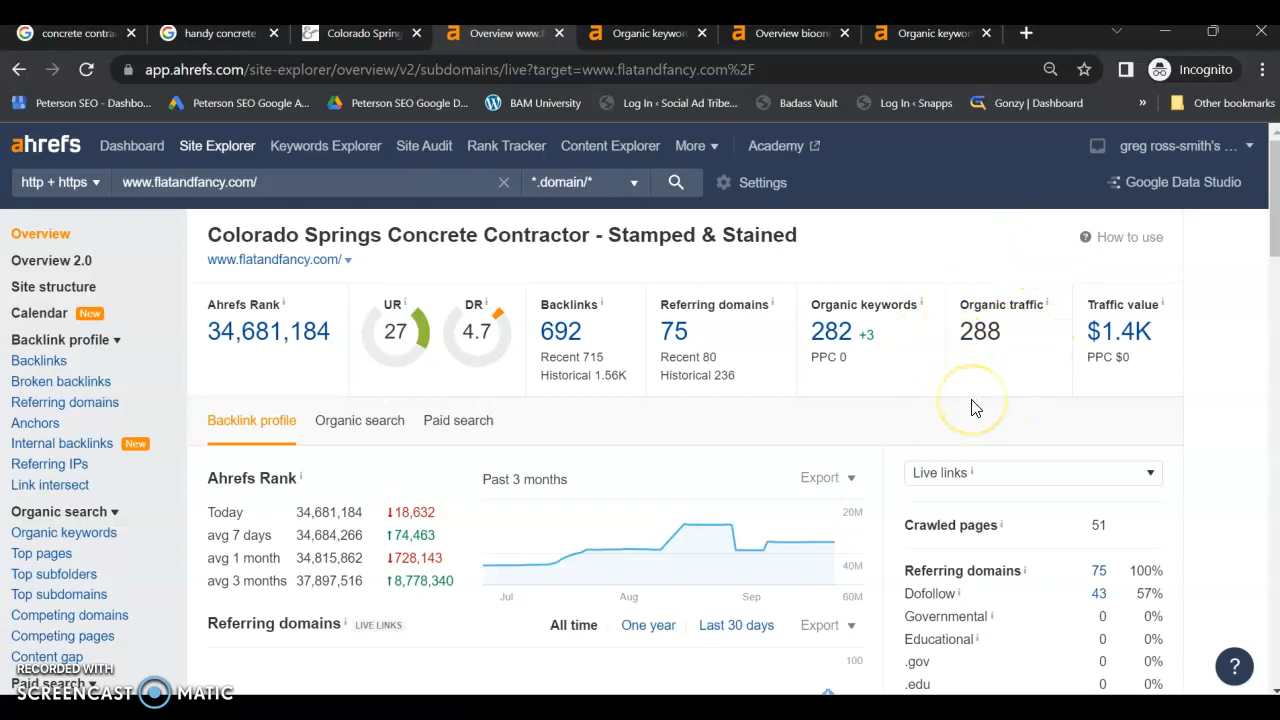 concrete contra
handy concrete
Colorado Spring
Overview www.f
Organic keywor
Overview bioon
Organic keywor
app.ahrefs.com/site-explorer/overview/v2/subdomains/live?target=www.flatandfancy.com%2F
Incognito
Peterson SEO - Dashbo...
Peterson SEO Google A...
Peterson SEO Google D...
BAM University
Log In ‹ Social Ad Tribe...
Badass Vault
Log In ‹ Snapps
Gonzy | Dashboard
»
Other bookmarks
ahrefs
Dashboard
Site Explorer
Keywords Explorer
Site Audit
Rank Tracker
Content Explorer
More
Academy
greg ross-smith's ...
http + https
www.flatandfancy.com/
*.domain/*
Settings
Google Data Studio
Overview
Overview 2.0
Site structure
Calendar New
Backlink profile
Backlinks
Broken backlinks
Referring domains
Anchors
Internal backlinks New
Referring IPs
Link intersect
Organic search
Organic keywords
Top pages
Top subfolders
Top subdomains
Competing domains
Competing pages
Content gap
Paid search
RECORDED WITH
SCREENCAST MATIC
Colorado Springs Concrete Contractor - Stamped & Stained
How to use
www.flatandfancy.com/
Ahrefs Rank i
34,681,184
UR i
27
DR i
4.7
Backlinks i
692
Recent 715
Historical 1.56K
Referring domains i
75
Recent 80
Historical 236
Organic keywords i
282 +3
PPC 0
Organic traffic i
288
Traffic value i
$1.4K
PPC $0
Backlink profile
Organic search
Paid search
Ahrefs Rank i
Today 34,681,184 ↓18,632
avg 7 days 34,684,266 ↑74,463
avg 1 month 34,815,862 ↓728,143
avg 3 months 37,897,516 ↑8,778,340
Past 3 months
Export
20M
40M
60M
Jul Aug Sep
Referring domains i LIVE LINKS
All time One year Last 30 days Export
100
Live links i
Crawled pages i 51
Referring domains i 75 100%
Dofollow i 43 57%
Governmental i 0 0%
Educational i 0 0%
.gov 0 0%
.edu 0 0%
?